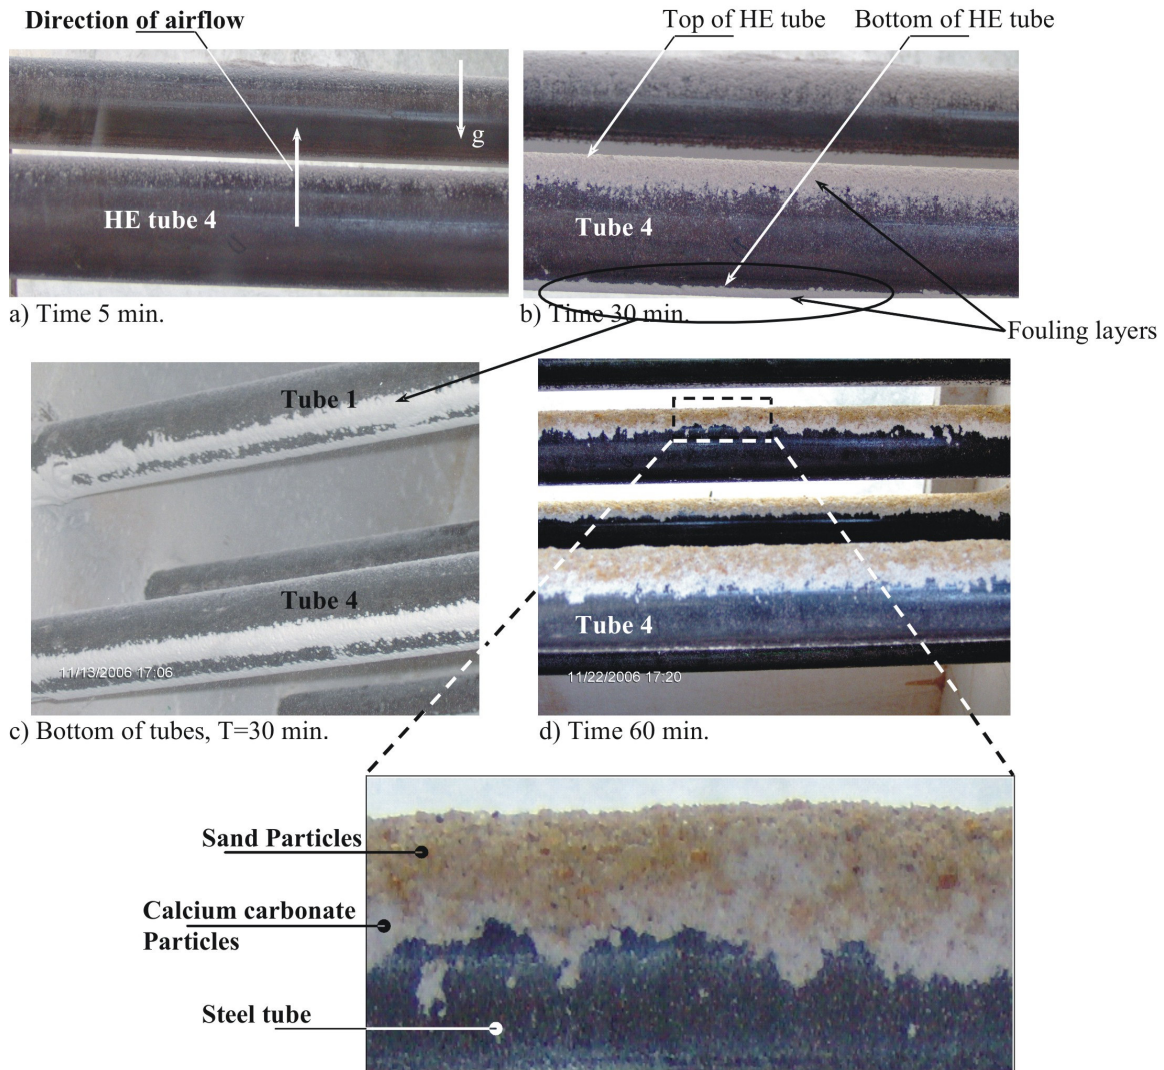 Direction of airflow
g
HE tube 4
a) Time 5 min.
Top of HE tube
Bottom of HE tube
Tube 4
b) Time 30 min.
Fouling layers
Tube 1
Tube 4
11/13/2006 17:06
c) Bottom of tubes, T=30 min.
Tube 4
11/22/2006 17:20
d) Time 60 min.
Sand Particles
Calcium carbonate
Particles
Steel tube